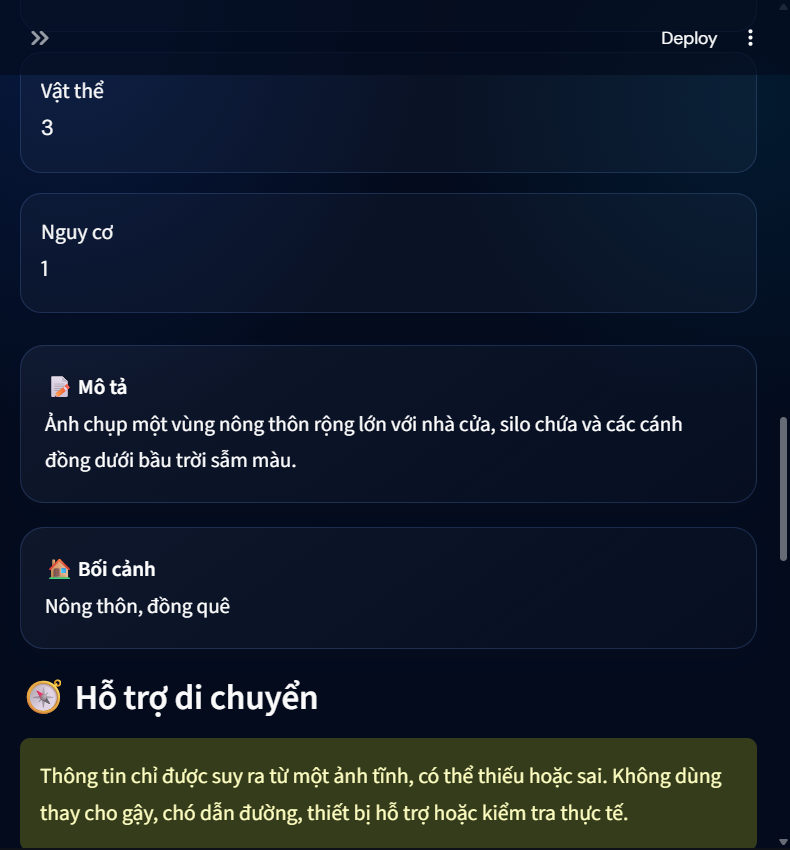 Deploy
Vật thể
3
Nguy cơ
1
Mô tả
Ảnh chụp một vùng nông thôn rộng lớn với nhà cửa, silo chứa và các cánh
đồng dưới bầu trời sẫm màu.
Bối cảnh
Nông thôn, đồng quê
Hỗ trợ di chuyển
Thông tin chỉ được suy ra từ một ảnh tĩnh, có thể thiếu hoặc sai. Không dùng
thay cho gậy, chó dẫn đường, thiết bị hỗ trợ hoặc kiểm tra thực tế.